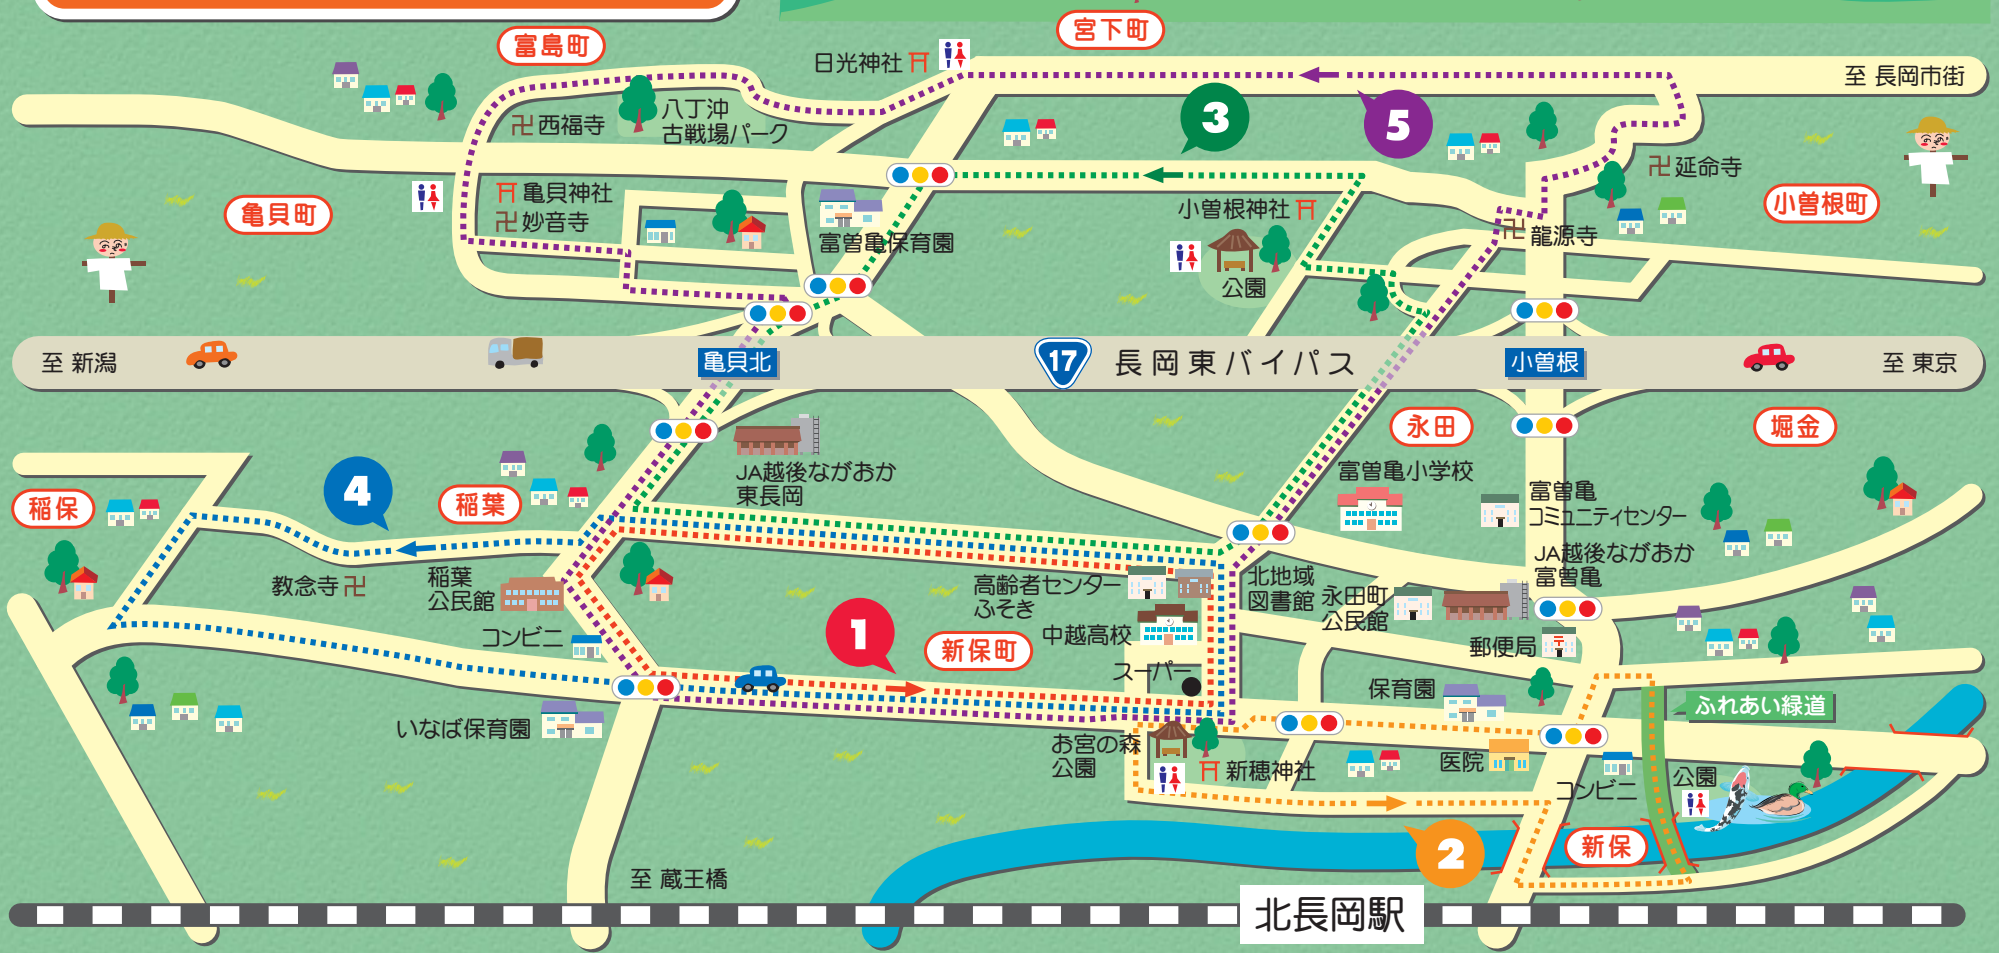 富島町
宮下町
日光神社
至 長岡市街
八丁沖
古戦場パーク
西福寺
3
5
延命寺
亀貝神社
妙音寺
亀貝町
小曽根町
小曽根神社
富曽亀保育園
龍源寺
公園
至 新潟
亀貝北
17
長岡東バイパス
小曽根
至 東京
永田
堀金
JA越後ながおか
東長岡
富曽亀小学校
富曽亀
コミュニティセンター
4
稲保
稲葉
JA越後ながおか
富曽亀
教念寺
稲葉
公民館
高齢者センター
ふそき
北地域
図書館
永田町
公民館
コンビニ
1
新保町
中越高校
郵便局
スーパー
保育園
ふれあい緑道
いなば保育園
お宮の森
公園
新穂神社
医院
コンビニ
公園
2
新保
至 蔵王橋
北長岡駅